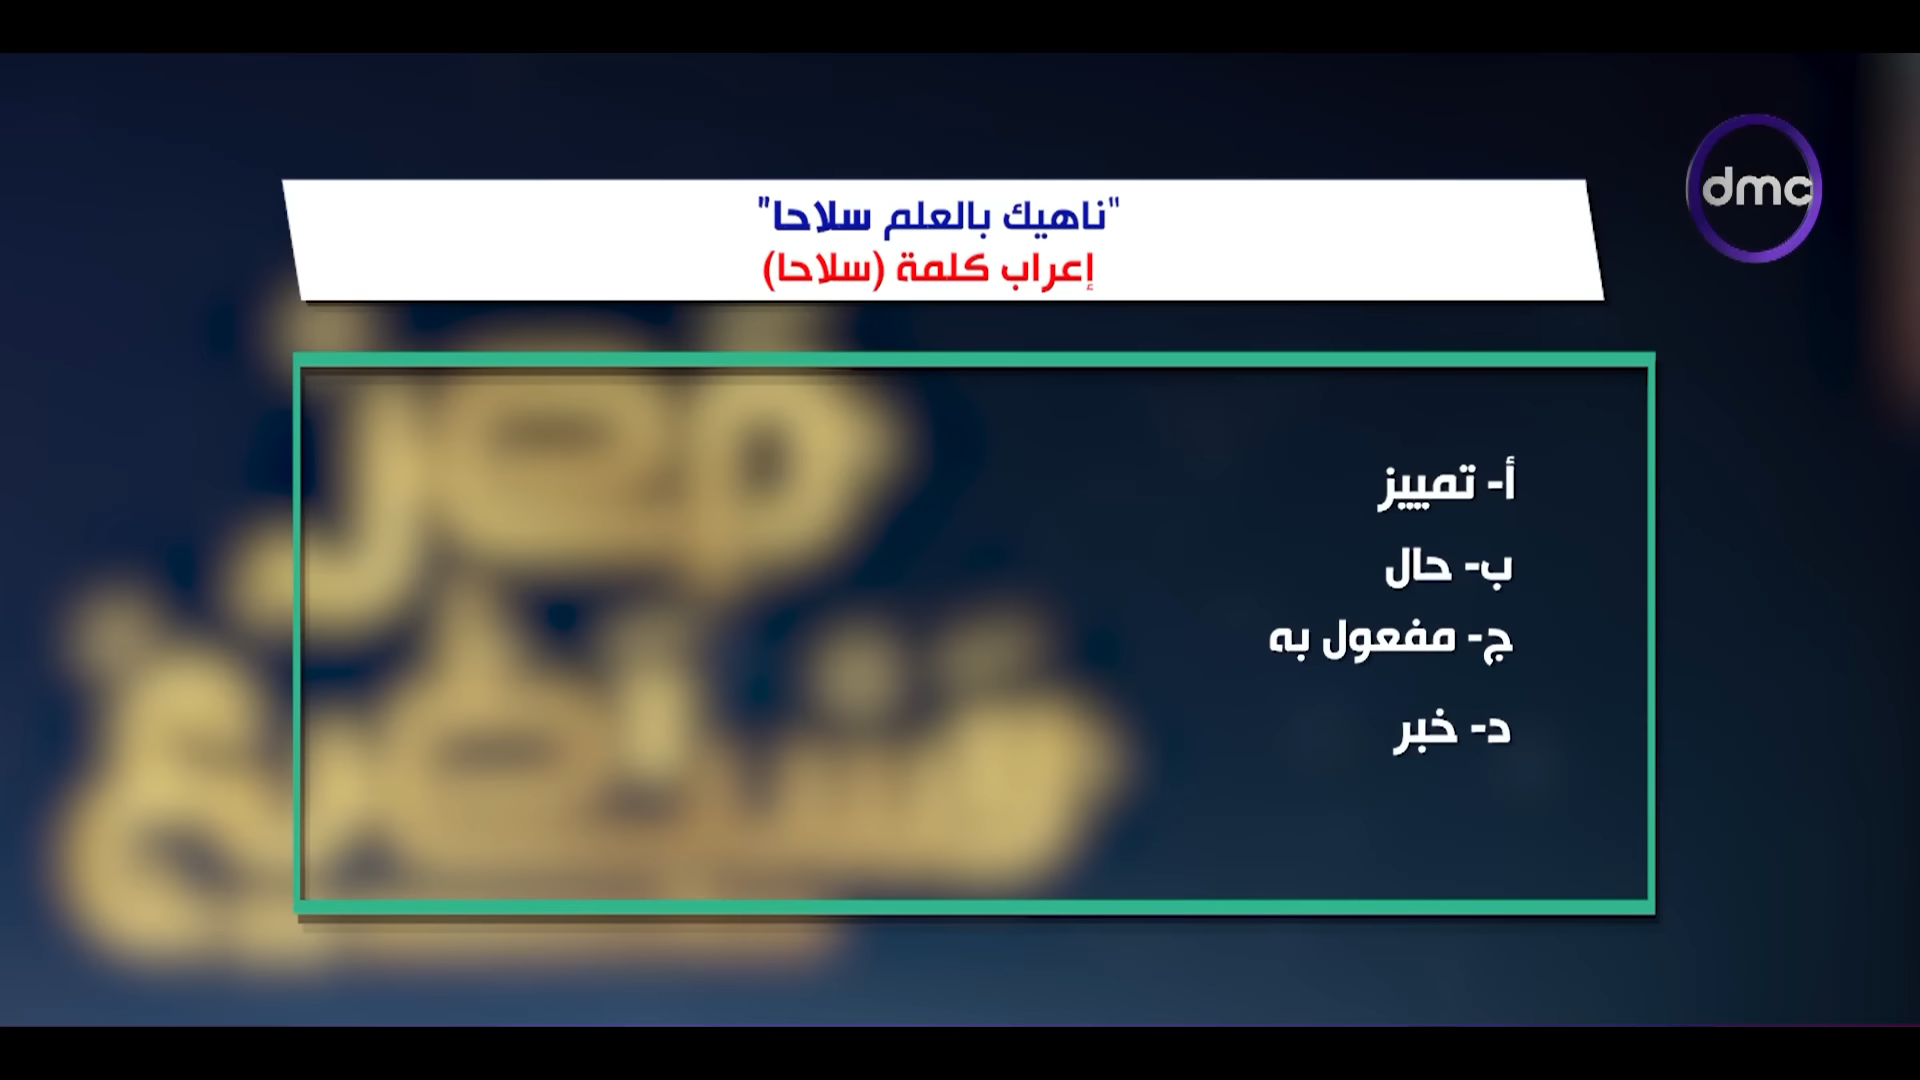 dmc
"ناهيك بالعلم سلاحا"
إعراب كلمة (سلاحا)
أ- تمييز
ب- حال
ج- مفعول به
د- خبر